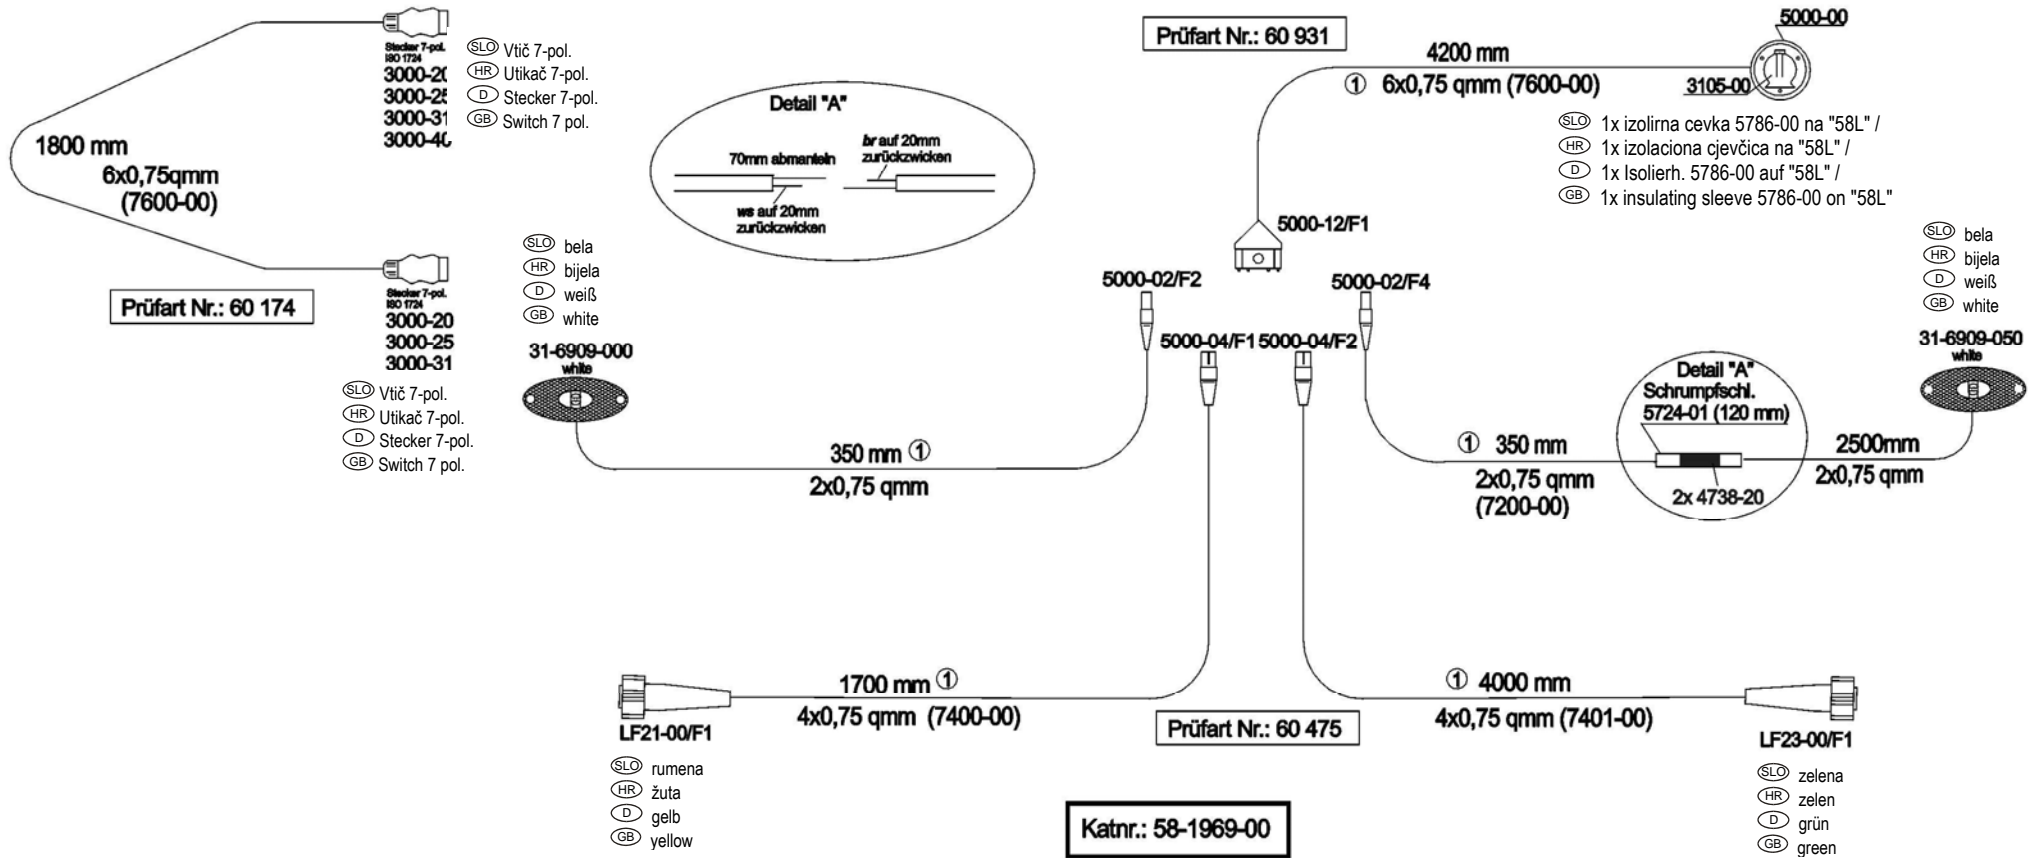 Stecker 7-pol.
ISO 1724
3000-20
3000-25
3000-31
3000-40
SLO Vtič 7-pol.
HR Utikač 7-pol.
D Stecker 7-pol.
GB Switch 7 pol.
1800 mm
6x0,75qmm
(7600-00)
Prüfart Nr.: 60 174
Stecker 7-pol.
ISO 1724
3000-20
3000-25
3000-31
SLO Vtič 7-pol.
HR Utikač 7-pol.
D Stecker 7-pol.
GB Switch 7 pol.
Detail "A"
70mm abmanteln
br auf 20mm
zurückzwicken
ws auf 20mm
zurückzwicken
Prüfart Nr.: 60 931
4200 mm
① 6x0,75 qmm (7600-00)
5000-00
3105-00
SLO 1x izolirna cevka 5786-00 na "58L" /
HR 1x izolaciona cjevčica na "58L" /
D 1x Isolierh. 5786-00 auf "58L" /
GB 1x insulating sleeve 5786-00 on "58L"
5000-12/F1
SLO bela
HR bijela
D weiß
GB white
31-6909-000
white
350 mm ①
2x0,75 qmm
5000-02/F2
5000-04/F1
5000-04/F2
5000-02/F4
① 350 mm
2x0,75 qmm
(7200-00)
Detail "A"
Schrumpfschl.
5724-01 (120 mm)
2x 4738-20
2500mm
2x0,75 qmm
SLO bela
HR bijela
D weiß
GB white
31-6909-050
white
LF21-00/F1
SLO rumena
HR žuta
D gelb
GB yellow
1700 mm ①
4x0,75 qmm (7400-00)
Prüfart Nr.: 60 475
① 4000 mm
4x0,75 qmm (7401-00)
LF23-00/F1
SLO zelena
HR zelen
D grün
GB green
Katnr.: 58-1969-00